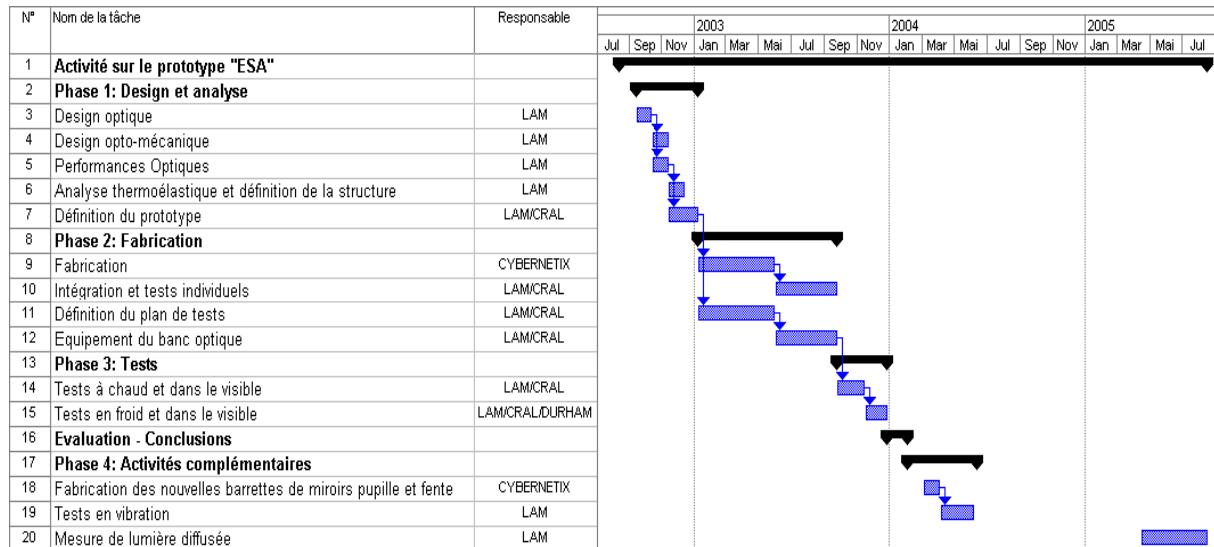 N° Nom de la tâche Responsable 2003 2004 2005
Jul Sep Nov Jan Mar Mai Jul Sep Nov Jan Mar Mai Jul Sep Nov Jan Mar Mai Jul
1 Activité sur le prototype "ESA"
2 Phase 1: Design et analyse
3 Design optique LAM
4 Design opto-mécanique LAM
5 Performances Optiques LAM
6 Analyse thermoélastique et définition de la structure LAM
7 Définition du prototype LAM/CRAL
8 Phase 2: Fabrication
9 Fabrication CYBERNETIX
10 Intégration et tests individuels LAM/CRAL
11 Définition du plan de tests LAM/CRAL
12 Equipement du banc optique LAM/CRAL
13 Phase 3: Tests
14 Tests à chaud et dans le visible LAM/CRAL
15 Tests en froid et dans le visible LAM/CRAL/DURHAM
16 Evaluation - Conclusions
17 Phase 4: Activités complémentaires
18 Fabrication des nouvelles barrettes de miroirs pupille et fente CYBERNETIX
19 Tests en vibration LAM
20 Mesure de lumière diffusée LAM